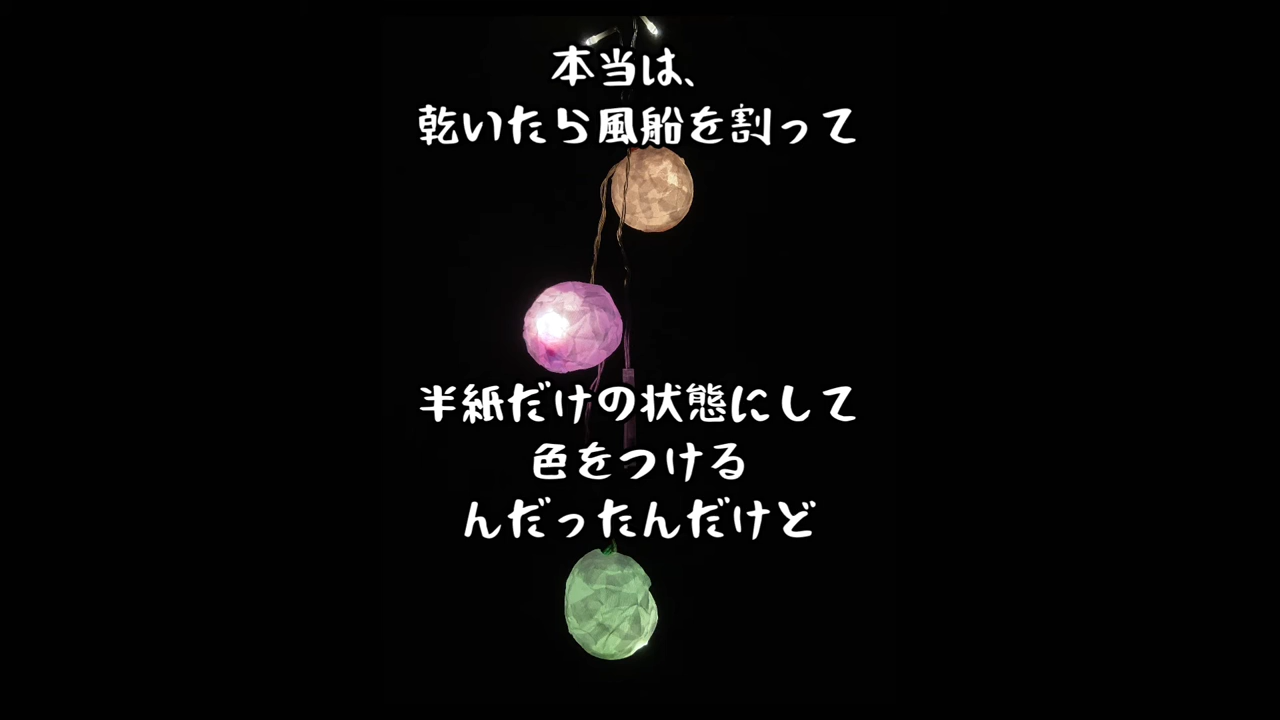 本当は、
乾いたら風船を割って
半紙だけの状態にして
色をつける
んだったんだけど